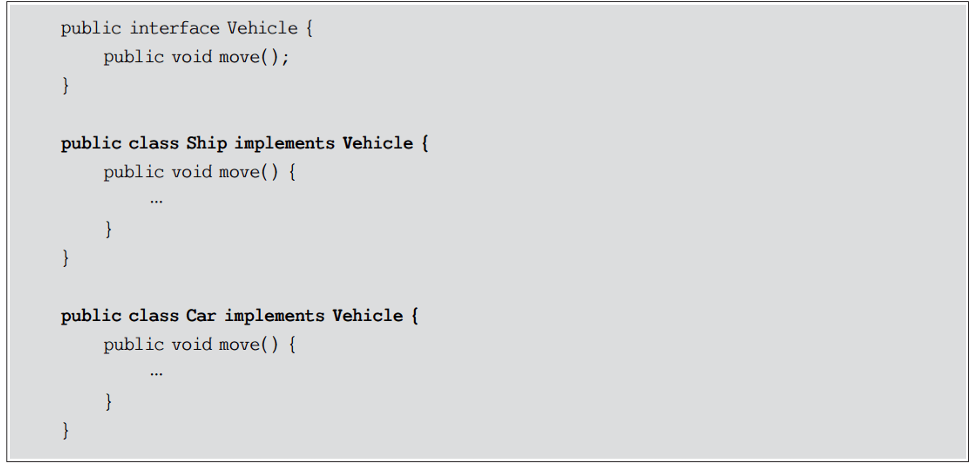 public interface Vehicle {
public void move();
}
public class Ship implements Vehicle {
public void move() {
…
}
}
public class Car implements Vehicle {
public void move() {
…
}
}